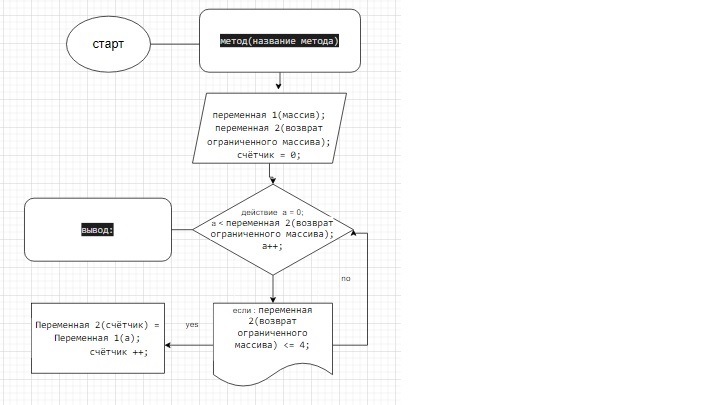 старт
метод(название метода)
переменная 1(массив);
переменная 2(возврат
ограниченного массива);
счётчик = 0;
действие а = 0;
а < переменная 2(возврат
ограниченного массива);
а++;
вывод:
no
если : переменная
2(возврат
ограниченного
массива) <= 4;
yes
Переменная 2(счётчик) =
Переменная 1(а);
счётчик ++;